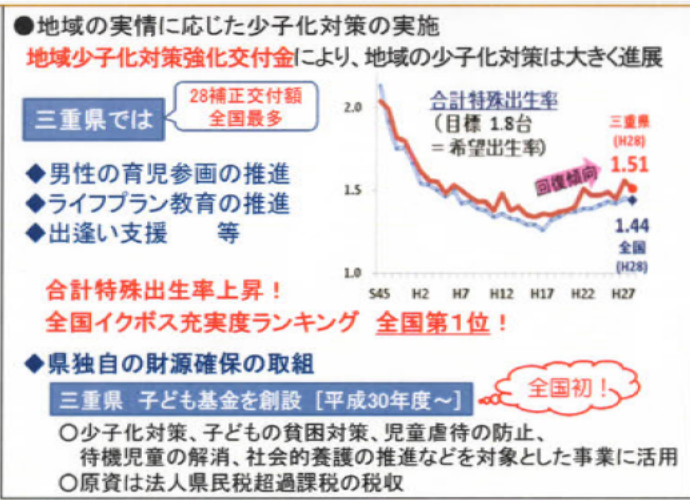 ●地域の実情に応じた少子化対策の実施
地域少子化対策強化交付金により、地域の少子化対策は大きく進展
三重県では
28補正交付額
全国最多
◆男性の育児参画の推進
◆ライフプラン教育の推進
◆出逢い支援　　等
合計特殊出生率
(目標 1.8台
＝希望出生率)
2.0
1.5
1.0
回復傾向
三重県
(H28)
1.51
1.44
全国
(H28)
S45 H2 H7 H12 H17 H22 H27
合計特殊出生率上昇！
全国イクボス充実度ランキング 全国第１位！
◆県独自の財源確保の取組
三重県 子ども基金を創設 [平成30年度～]
全国初！
○少子化対策、子どもの貧困対策、児童虐待の防止、
待機児童の解消、社会的養護の推進などを対象とした事業に活用
○原資は法人県民税超過課税の税収